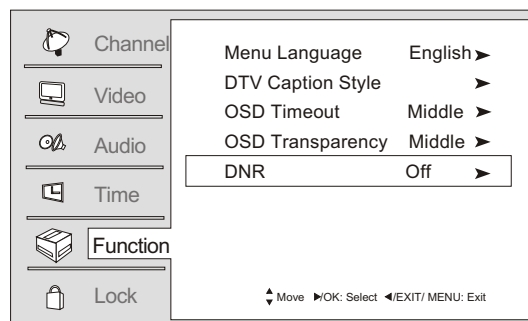 Channel
Video
Audio
Time
Function
Lock
Menu Language English ➤
DTV Caption Style ➤
OSD Timeout Middle ➤
OSD Transparency Middle ➤
DNR Off ➤
▲▼ Move ▶/OK: Select ◀/EXIT/ MENU: Exit